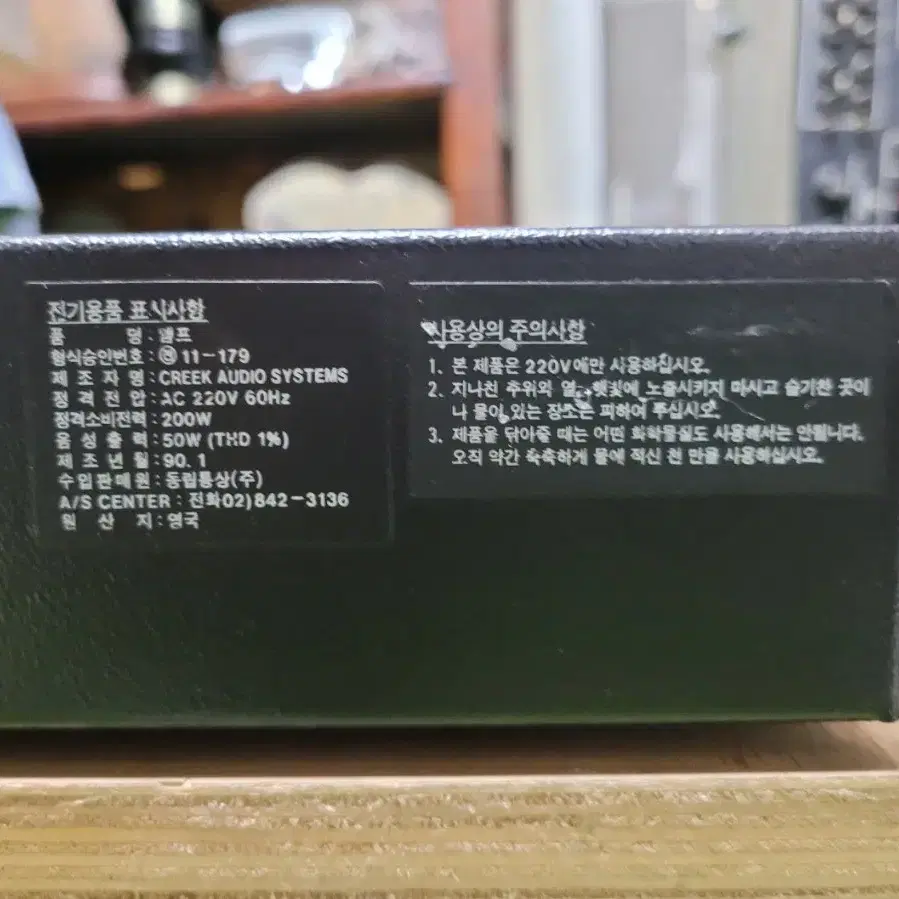 전기용품 표시사항
품 명 : 앰프
형식승인번호 : ㉣ 11-179
제 조 자 명 : CREEK AUDIO SYSTEMS
정 격 전 압 : AC 220V 60Hz
정격소비전력 : 200W
음 성 출 력 : 50W (THD 1%)
제 조 년 월 : 90. 1
수입판매원 : 동림통상(주)
A/S CENTER : 전화02)842-3136
원 산 지 : 영국
사용상의 주의사항
1. 본 제품은 220V에만 사용하십시오.
2. 지나친 주위의 열, 햇빛에 노출시키지 마시고 습기찬 곳이
나 물이 있는 장소는 피하여 주십시오.
3. 제품을 닦아줄 때는 어떤 화학물질도 사용해서는 안됩니다.
오직 약간 축축하게 물에 적신 천 만을 사용하십시오.